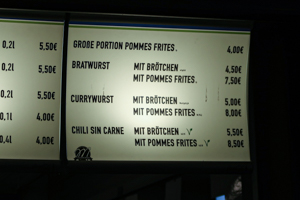 0,2l 5,50€
0,2l 5,50€
0,2l 5,50€
0,1l 4,00€
0,4l 4,00€
GROBE PORTION POMMES FRITES. 4,00€
BRATWURST MIT BRÖTCHEN ... 4,50€
MIT POMMES FRITES. 7,50€
CURRYWURST MIT BRÖTCHEN ...... 5,00€
MIT POMMES FRITES... 8,00€
CHILI SIN CARNE MIT BRÖTCHEN ... V 5,50€
MIT POMMES FRITES ... V 8,50€